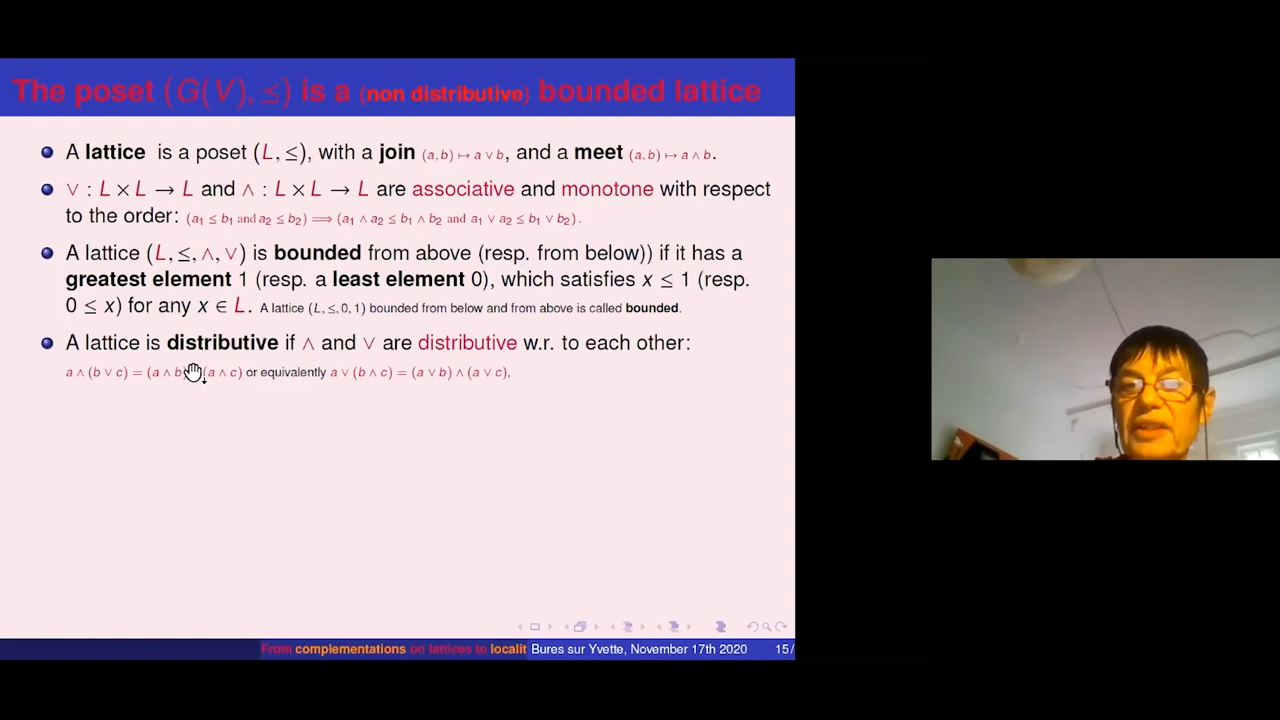 The poset (G(V), ≤) is a (non distributive) bounded lattice
A lattice is a poset (L, ≤), with a join (a, b) ↦ a ∨ b, and a meet (a, b) ↦ a ∧ b.
∨ : L × L → L and ∧ : L × L → L are associative and monotone with respect
to the order: (a₁ ≤ b₁ and a₂ ≤ b₂) ⟹ (a₁ ∧ a₂ ≤ b₁ ∧ b₂ and a₁ ∨ a₂ ≤ b₁ ∨ b₂).
A lattice (L, ≤, ∧, ∨) is bounded from above (resp. from below)) if it has a
greatest element 1 (resp. a least element 0), which satisfies x ≤ 1 (resp.
0 ≤ x) for any x ∈ L. A lattice (L, ≤, 0, 1) bounded from below and from above is called bounded.
A lattice is distributive if ∧ and ∨ are distributive w.r. to each other:
a ∧ (b ∨ c) = (a ∧ b (a ∧ c) or equivalently a ∨ (b ∧ c) = (a ∨ b) ∧ (a ∨ c),
From complementations on lattices to localit Bures sur Yvette, November 17th 2020 15/